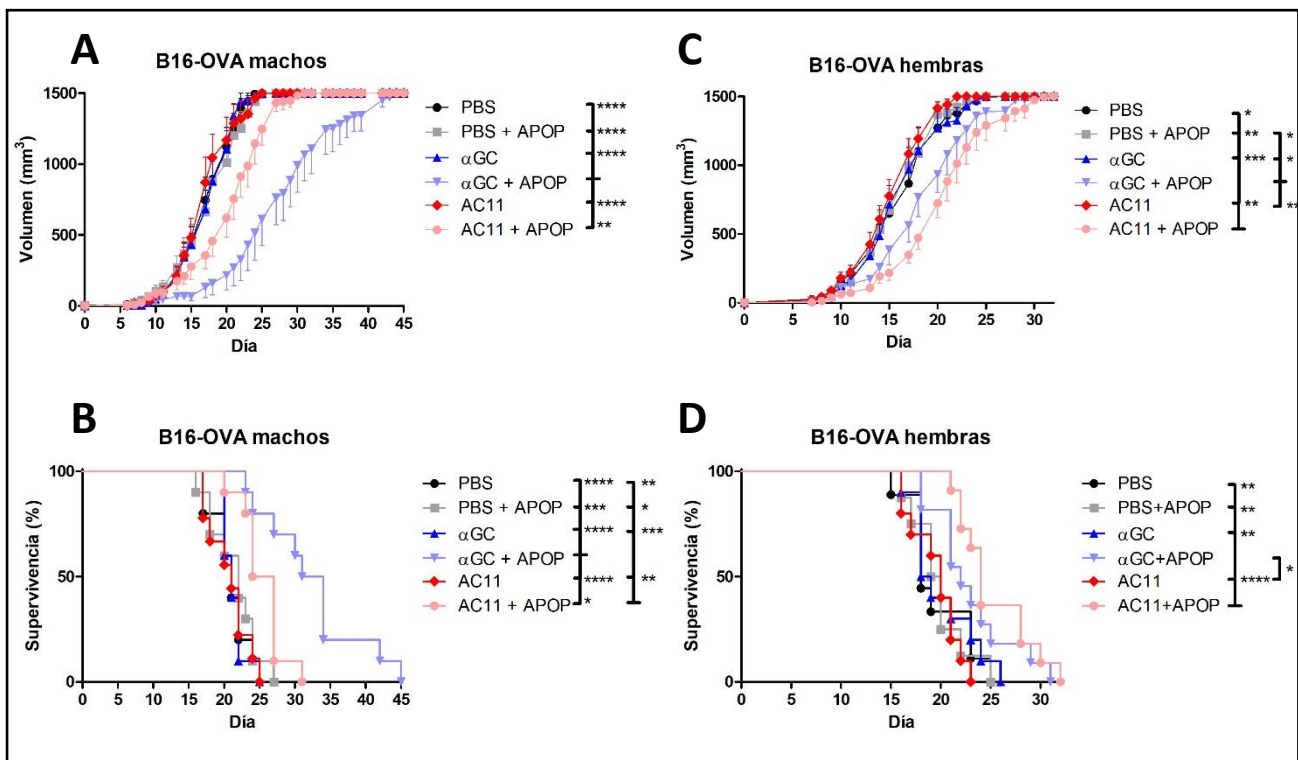 A
B16-OVA machos
1500
1000
500
0
Volumen (mm³)
0 5 10 15 20 25 30 35 40 45
Día
PBS ****
PBS + APOP ****
αGC ****
αGC + APOP
AC11 ****
AC11 + APOP **
C
B16-OVA hembras
1500
1000
500
0
Volumen (mm³)
0 5 10 15 20 25 30
Día
PBS *
PBS + APOP ** *
αGC *** *
αGC + APOP
AC11 ** **
AC11 + APOP
B
B16-OVA machos
100
50
0
Supervivencia (%)
0 5 10 15 20 25 30 35 40 45
Día
PBS **** **
PBS + APOP *** *
αGC **** ***
αGC + APOP
AC11 **** **
AC11 + APOP *
D
B16-OVA hembras
100
50
0
Supervivencia (%)
0 5 10 15 20 25 30
Día
PBS **
PBS+APOP **
αGC **
αGC+APOP *
AC11 ****
AC11+APOP